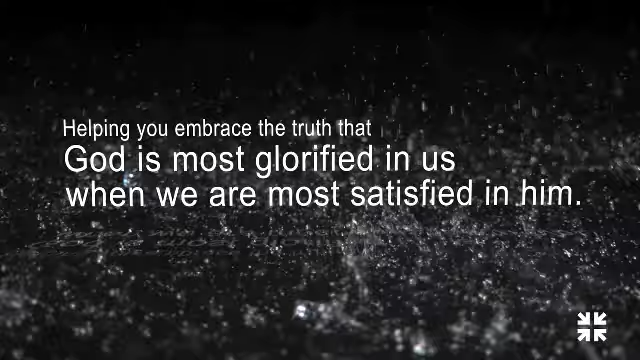 Helping you embrace the truth that
God is most glorified in us
when we are most satisfied in him.